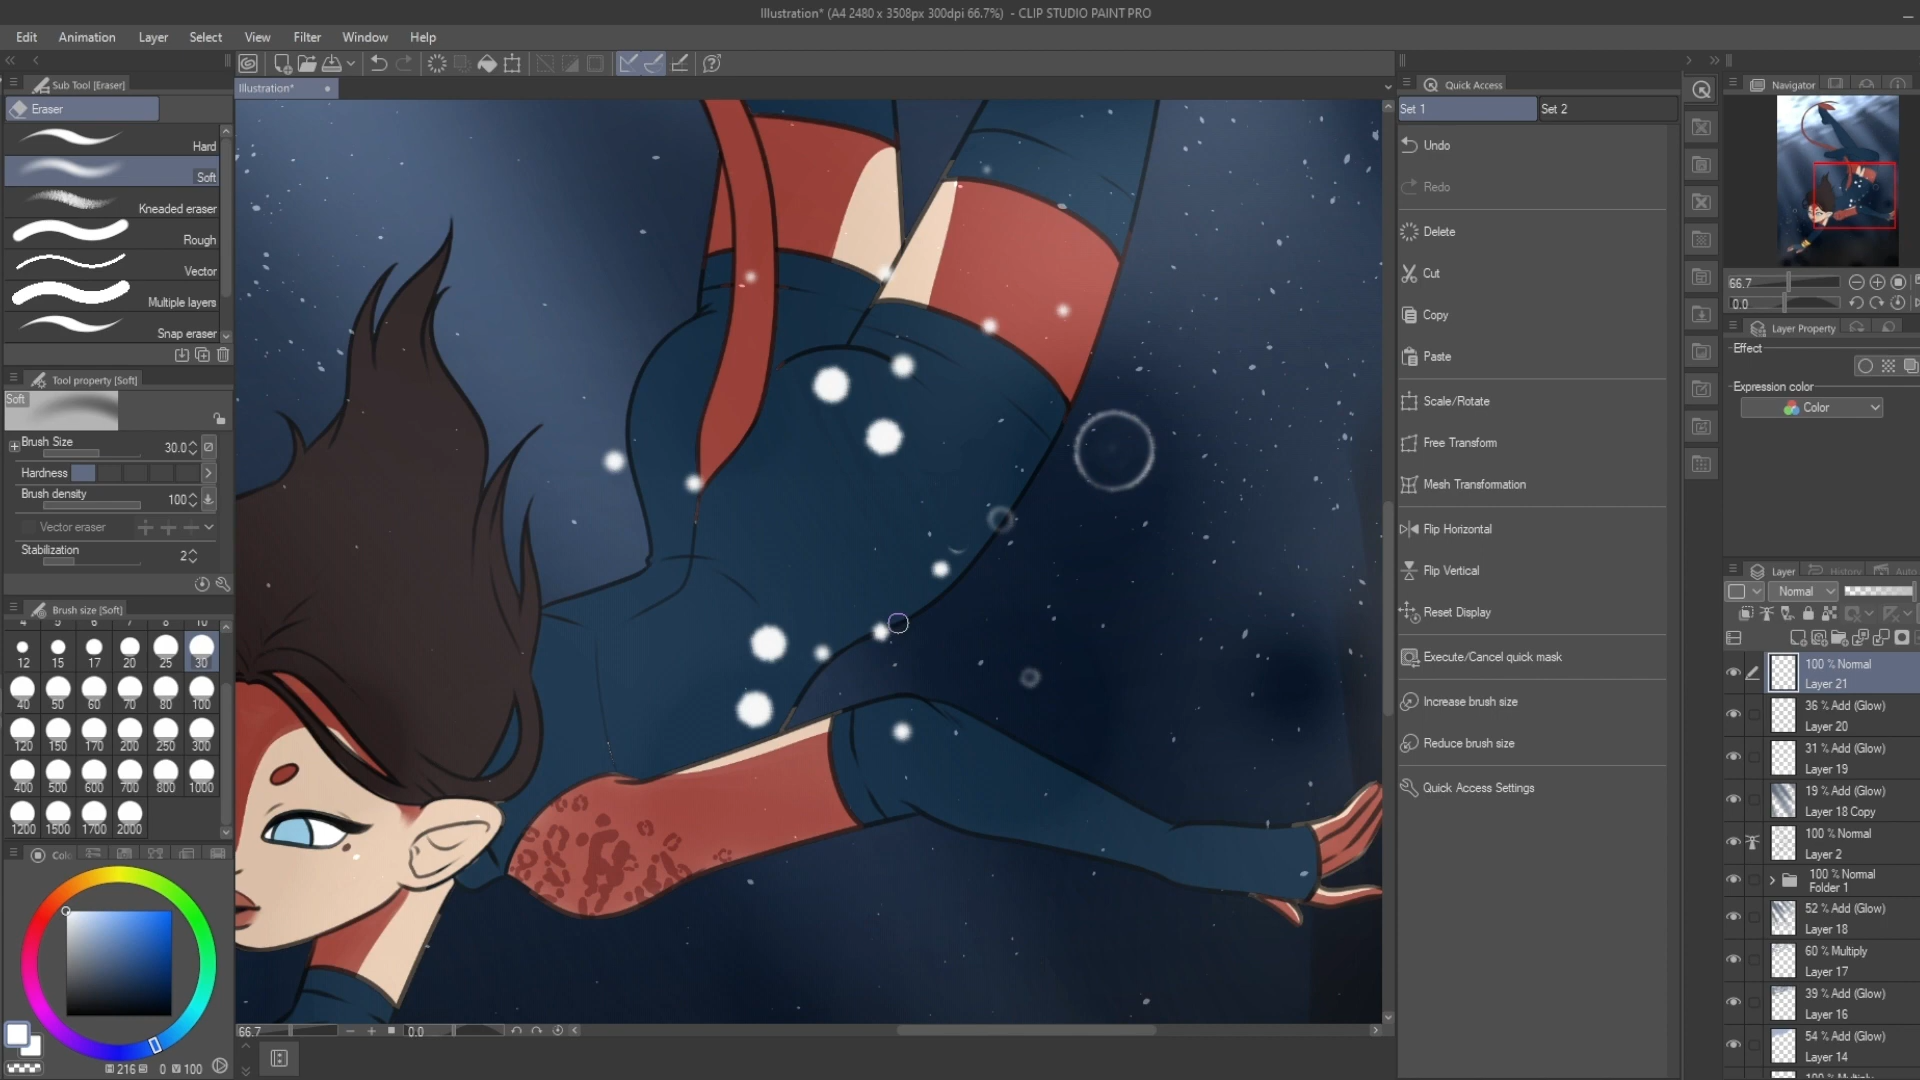 Illustration* (A4 2480 x 3508px 300dpi 66.7%)  - CLIP STUDIO PAINT PRO
Edit Animation Layer Select View Filter Window Help
Sub Tool [Eraser]
Eraser
Hard
Soft
Kneaded eraser
Rough
Vector
Multiple layers
Snap eraser
Tool property [Soft]
Soft
Brush Size 30.0
Hardness
Brush density 100
Vector eraser
Stabilization 2
Brush size [Soft]
4 5 6 7 8 10
12 15 17 20 25 30
40 50 60 70 80 100
120 150 170 200 250 300
400 500 600 700 800 1000
1200 1500 1700 2000
216 0 100
Illustration*
66.7 0.0
Quick Access
Set 1 Set 2
Undo
Redo
Delete
Cut
Copy
Paste
Scale/Rotate
Free Transform
Mesh Transformation
Flip Horizontal
Flip Vertical
Reset Display
Execute/Cancel quick mask
Increase brush size
Reduce brush size
Quick Access Settings
Navigator
66.7
0.0
Layer Property
Effect
Expression color
Color
Layer History Auto
Normal
100 % Normal
Layer 21
36 % Add (Glow)
Layer 20
31 % Add (Glow)
Layer 19
19 % Add (Glow)
Layer 18 Copy
100 % Normal
Layer 2
100 % Normal
Folder 1
52 % Add (Glow)
Layer 18
60 % Multiply
Layer 17
39 % Add (Glow)
Layer 16
54 % Add (Glow)
Layer 14